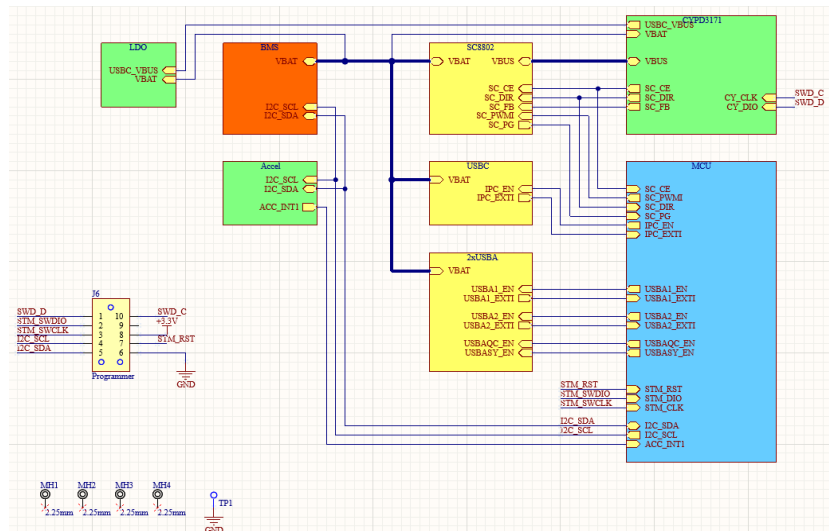 LDO
USBC_VBUS
VBAT
BMS
VBAT
I2C_SCL
I2C_SDA
Accel
I2C_SCL
I2C_SDA
ACC_INT1
SC8802
VBAT VBUS
SC_CE
SC_DIR
SC_FB
SC_PWMI
SC_PG
USBC
VBAT
IPC_EN
IPC_EXTI
2xUSBA
VBAT
USBA1_EN
USBA1_EXTI
USBA2_EN
USBA2_EXTI
USBAQC_EN
USBASY_EN
CYPD3171
USBC_VBUS
VBAT
VBUS
SC_CE
SC_DIR CY_CLK SWD_C
SC_FB CY_DIO SWD_D
MCU
SC_CE
SC_PWMI
SC_DIR
SC_PG
IPC_EN
IPC_EXTI
USBA1_EN
USBA1_EXTI
USBA2_EN
USBA2_EXTI
USBAQC_EN
USBASY_EN
STM_RST STM_RST
STM_SWDIO STM_DIO
STM_SWCLK STM_CLK
I2C_SDA I2C_SDA
I2C_SCL I2C_SCL
ACC_INT1
J6
SWD_D 1 10 SWD_C
STM_SWDIO 2 9 +3.3V
STM_SWCLK 3 8
I2C_SCL 4 7 STM_RST
I2C_SDA 5 6
Programmer
GND
MH1 MH2 MH3 MH4
2.25mm 2.25mm 2.25mm 2.25mm
TP1
GND